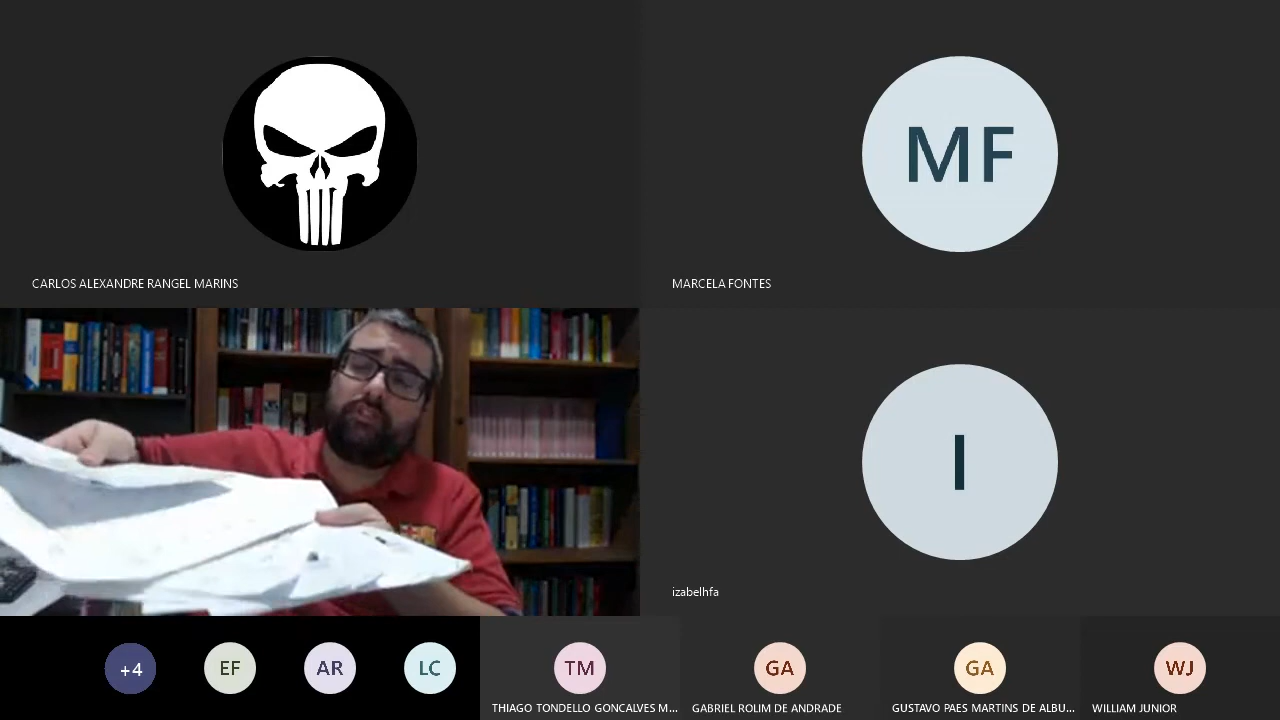 MF
CARLOS ALEXANDRE RANGEL MARINS
MARCELA FONTES
I
izabelhfa
+4
EF
AR
LC
TM
GA
GA
WJ
THIAGO TONDELLO GONCALVES M...
GABRIEL ROLIM DE ANDRADE
GUSTAVO PAES MARTINS DE ALBU...
WILLIAM JUNIOR